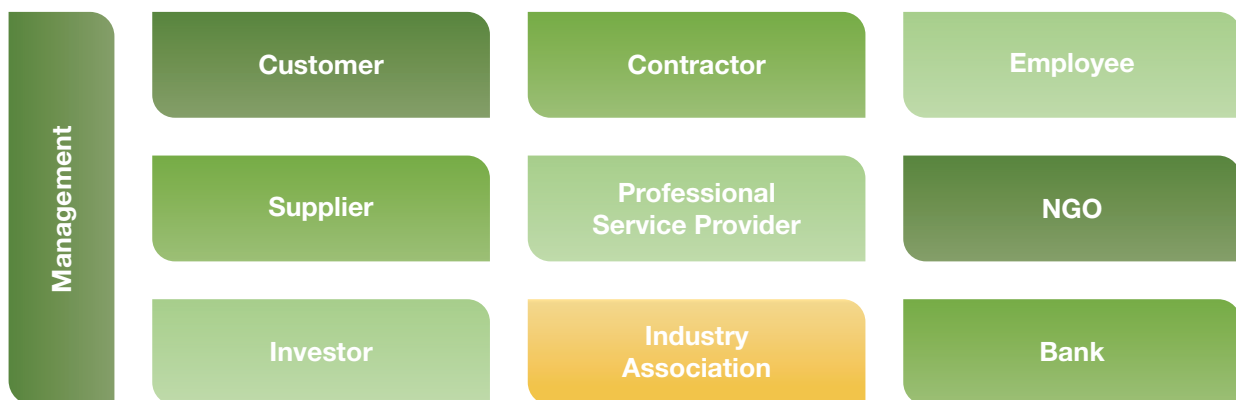 Management
Customer
Contractor
Employee
Supplier
Professional
Service Provider
NGO
Investor
Industry
Association
Bank